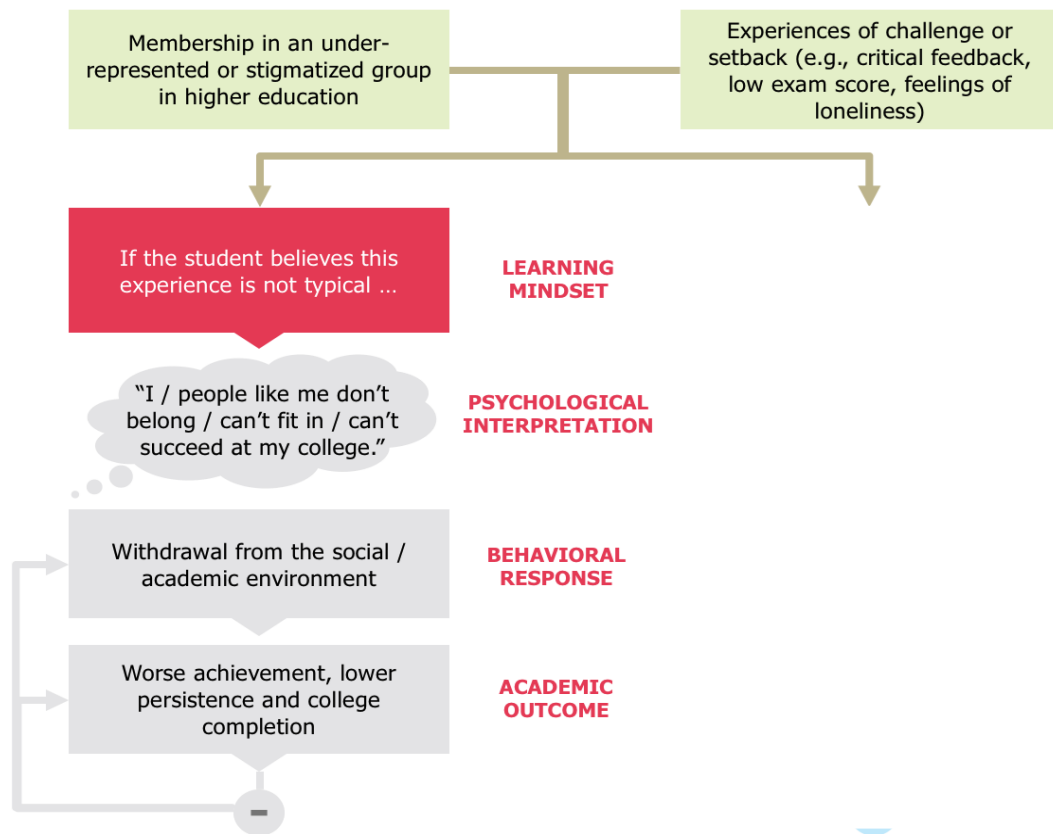 Membership in an under-
represented or stigmatized group
in higher education
Experiences of challenge or
setback (e.g., critical feedback,
low exam score, feelings of
loneliness)
If the student believes this
experience is not typical …
LEARNING
MINDSET
“I / people like me don’t
belong / can’t fit in / can’t
succeed at my college.”
PSYCHOLOGICAL
INTERPRETATION
Withdrawal from the social /
academic environment
BEHAVIORAL
RESPONSE
Worse achievement, lower
persistence and college
completion
ACADEMIC
OUTCOME
-